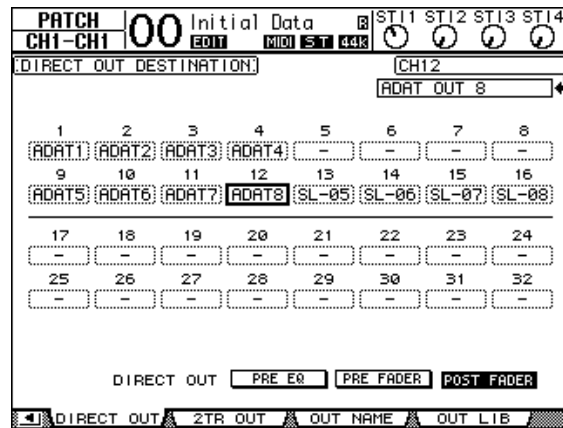 PATCH 00 Initial Data R STI1 STI2 STI3 STI4
CH1-CH1 EDIT MIDI ST 44k
DIRECT OUT DESTINATION CH12
ADAT OUT 8
1 2 3 4 5 6 7 8
ADAT1 ADAT2 ADAT3 ADAT4 - - - -
9 10 11 12 13 14 15 16
ADAT5 ADAT6 ADAT7 ADAT8 SL-05 SL-06 SL-07 SL-08
17 18 19 20 21 22 23 24
- - - - - - - -
25 26 27 28 29 30 31 32
- - - - - - - -
DIRECT OUT PRE EQ PRE FADER POST FADER
DIRECT OUT 2TR OUT OUT NAME OUT LIB